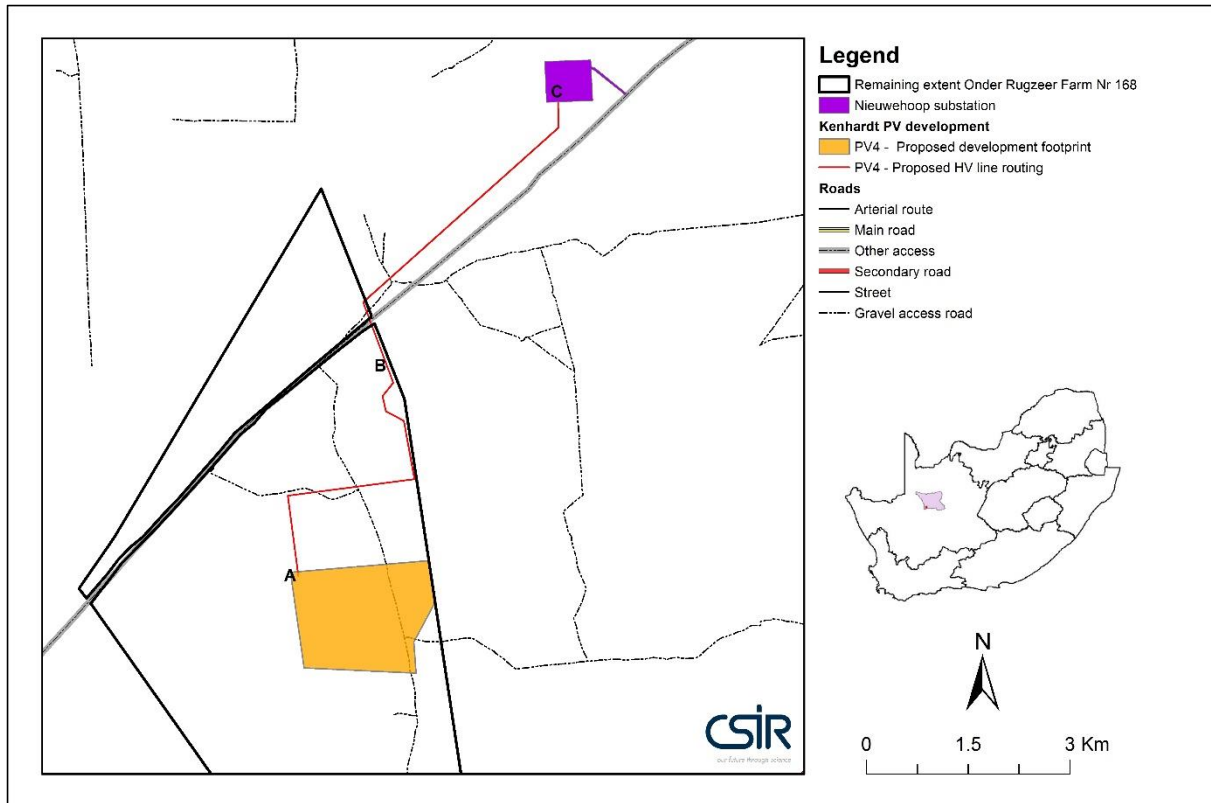 C
B
A
CSIR
our future through science
Legend
Remaining extent Onder Rugzeer Farm Nr 168
Nieuwehoop substation
Kenhardt PV development
PV4 - Proposed development footprint
PV4 - Proposed HV line routing
Roads
Arterial route
Main road
Other access
Secondary road
Street
Gravel access road
N
0 1.5 3 Km